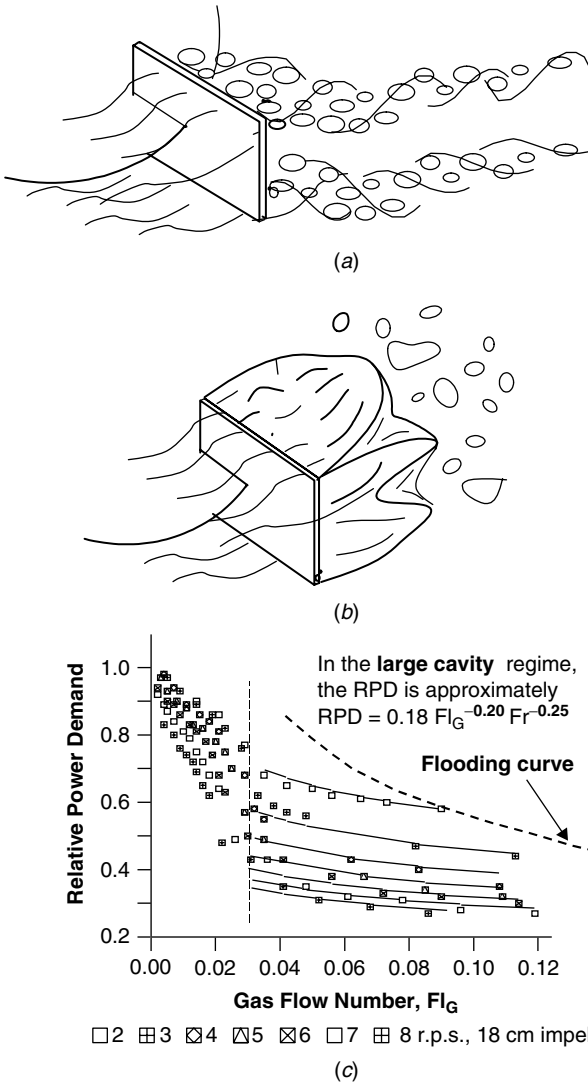 (a)
(b)
Relative Power Demand
1.0
0.8
0.6
0.4
0.2
In the large cavity regime,
the RPD is approximately
RPD = 0.18 Fl_G^−0.20 Fr^−0.25
Flooding curve
0.00 0.02 0.04 0.06 0.08 0.10 0.12
Gas Flow Number, Fl_G
2 3 4 5 6 7 8 r.p.s., 18 cm impel
(c)